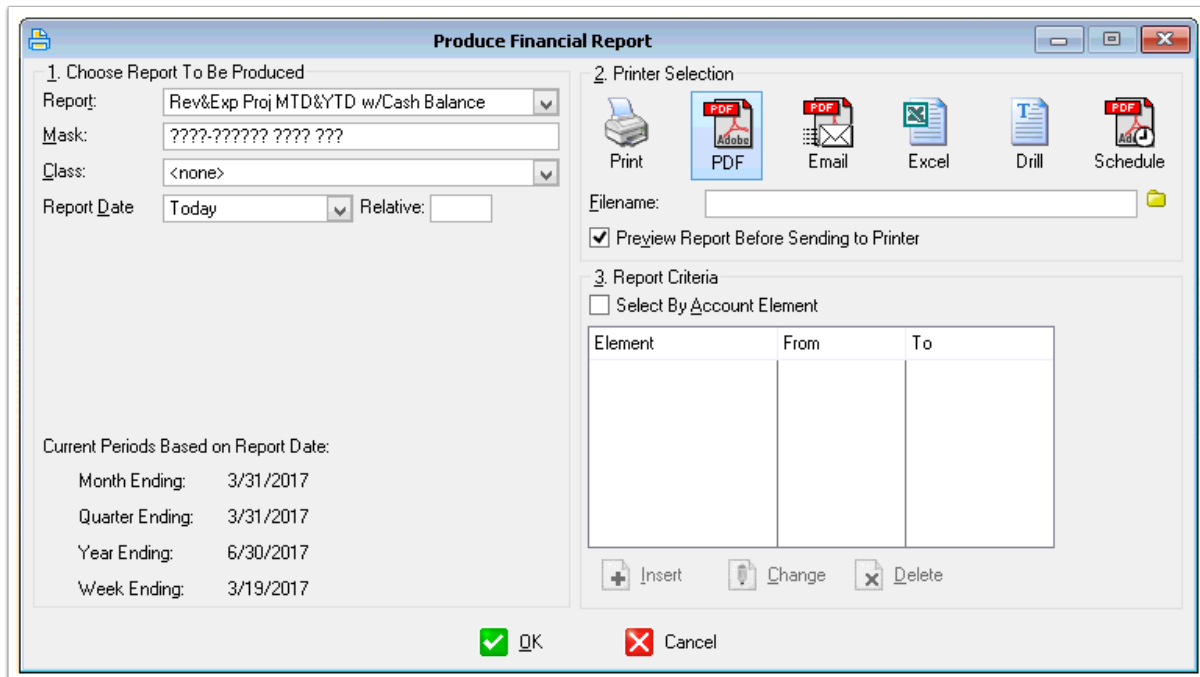 Produce Financial Report
1. Choose Report To Be Produced
Report: Rev&Exp Proj MTD&YTD w/Cash Balance
Mask: ????-?????? ???? ???
Class: <none>
Report Date Today Relative:
Current Periods Based on Report Date:
Month Ending: 3/31/2017
Quarter Ending: 3/31/2017
Year Ending: 6/30/2017
Week Ending: 3/19/2017
2. Printer Selection
PDF PDF PDF
Adobe
Print PDF Email Excel Drill Schedule
Filename:
Preview Report Before Sending to Printer
3. Report Criteria
Select By Account Element
Element From To
Insert Change Delete
OK Cancel